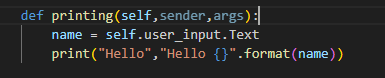 def printing(self,sender,args):
name = self.user_input.Text
print("Hello","Hello {}".format(name))